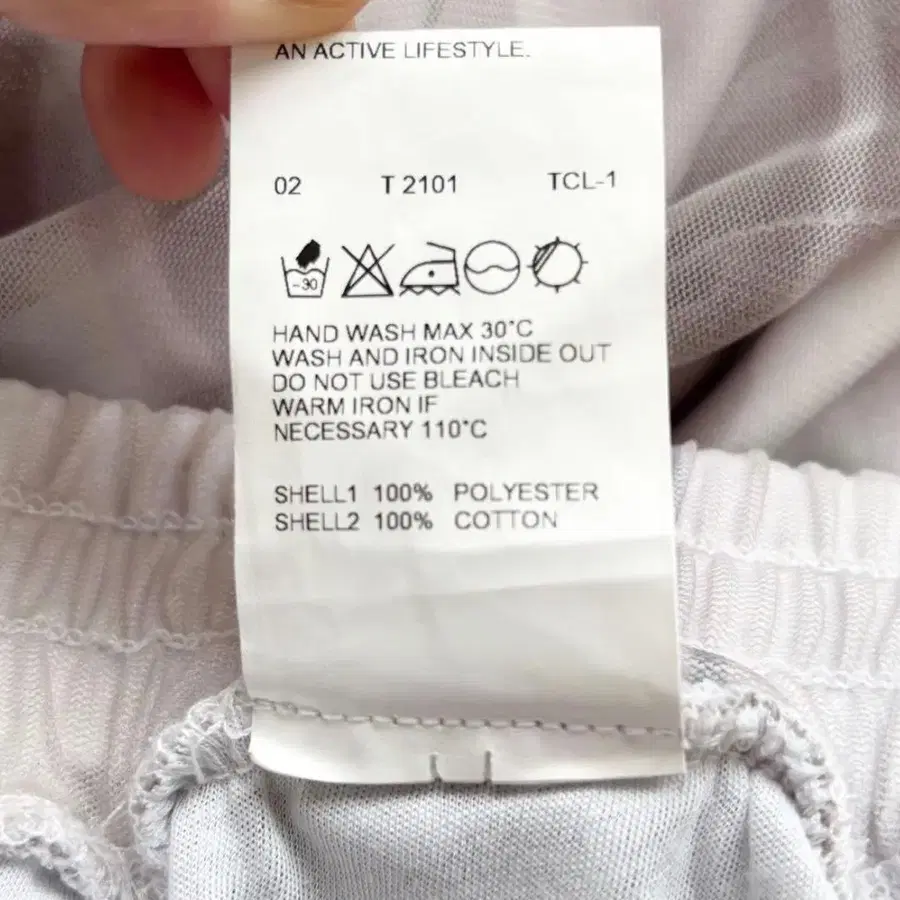 AN ACTIVE LIFESTYLE.
02 T 2101 TCL-1
~30
HAND WASH MAX 30°C
WASH AND IRON INSIDE OUT
DO NOT USE BLEACH
WARM IRON IF
NECESSARY 110°C
SHELL1 100% POLYESTER
SHELL2 100% COTTON